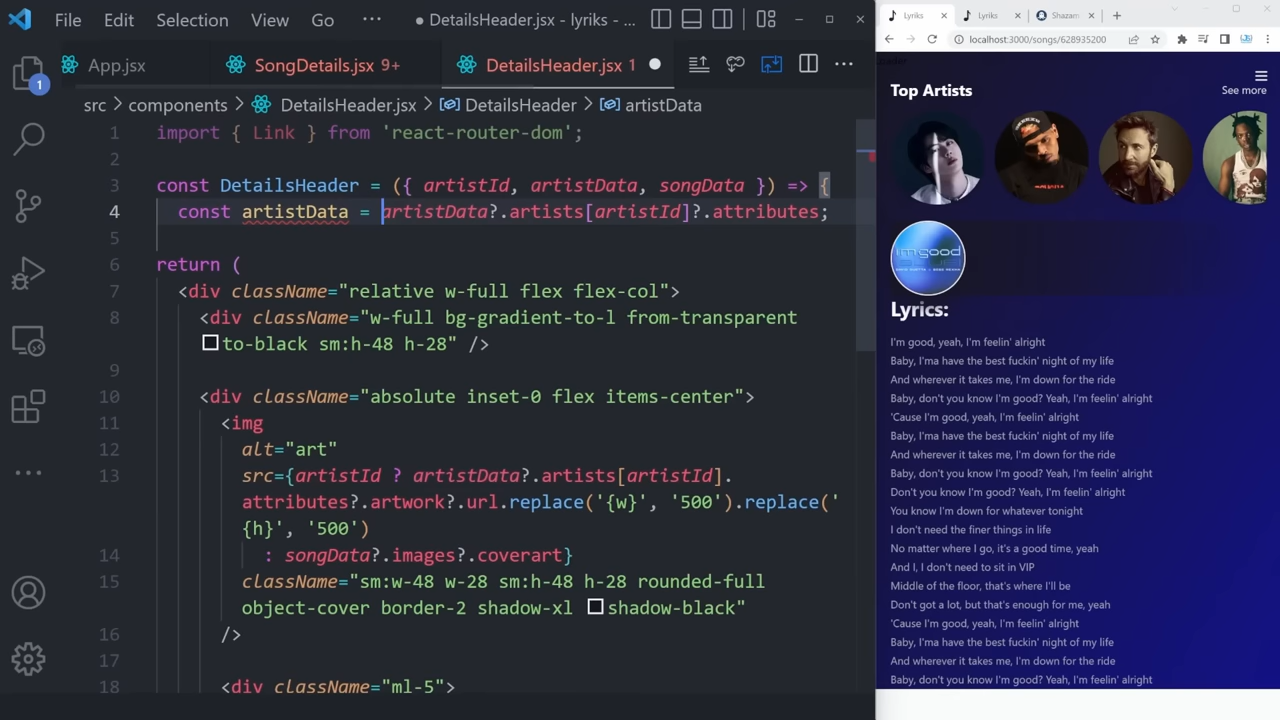 File Edit Selection View Go ··· ● DetailsHeader.jsx - lyriks - ...
App.jsx SongDetails.jsx 9+ DetailsHeader.jsx 1
src > components > DetailsHeader.jsx > DetailsHeader > artistData
1 import { Link } from 'react-router-dom';
2
3 const DetailsHeader = ({ artistId, artistData, songData }) => {
4 const artistData = artistData?.artists[artistId]?.attributes;
5
6 return (
7 <div className="relative w-full flex flex-col">
8 <div className="w-full bg-gradient-to-l from-transparent
to-black sm:h-48 h-28" />
9
10 <div className="absolute inset-0 flex items-center">
11 <img
12 alt="art"
13 src={artistId ? artistData?.artists[artistId].
attributes?.artwork?.url.replace('{w}', '500').replace('
{h}', '500')
14 : songData?.images?.coverart}
15 className="sm:w-48 w-28 sm:h-48 h-28 rounded-full
object-cover border-2 shadow-xl shadow-black"
16 />
17
18 <div className="ml-5">
1
Lyriks Lyriks Shazam
localhost:3000/songs/628935200
Top Artists
See more
im good
Lyrics:
I'm good, yeah, I'm feelin' alright
Baby, I'ma have the best fuckin' night of my life
And wherever it takes me, I'm down for the ride
Baby, don't you know I'm good? Yeah, I'm feelin' alright
'Cause I'm good, yeah, I'm feelin' alright
Baby, I'ma have the best fuckin' night of my life
And wherever it takes me, I'm down for the ride
Baby, don't you know I'm good? Yeah, I'm feelin' alright
Don't you know I'm good? Yeah, I'm feelin' alright
You know I'm down for whatever tonight
I don't need the finer things in life
No matter where I go, it's a good time, yeah
And I, I don't need to sit in VIP
Middle of the floor, that's where I'll be
Don't got a lot, but that's enough for me, yeah
'Cause I'm good, yeah, I'm feelin' alright
Baby, I'ma have the best fuckin' night of my life
And wherever it takes me, I'm down for the ride
Baby, don't you know I'm good? Yeah, I'm feelin' alright